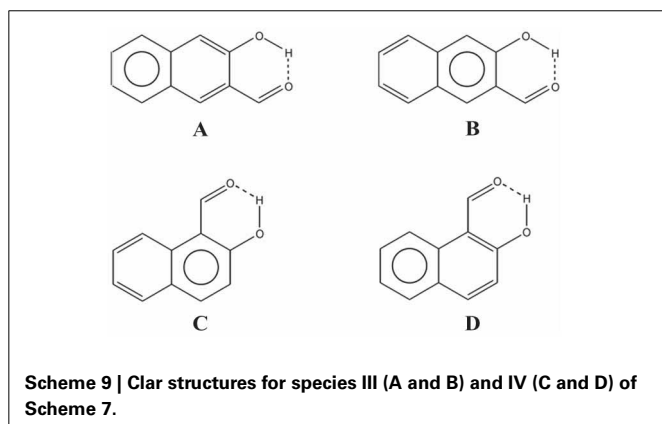 O
H
O
A
O
H
O
B
O
H
O
C
O
H
O
D
Scheme 9 | Clar structures for species III (A and B) and IV (C and D) of
Scheme 7.